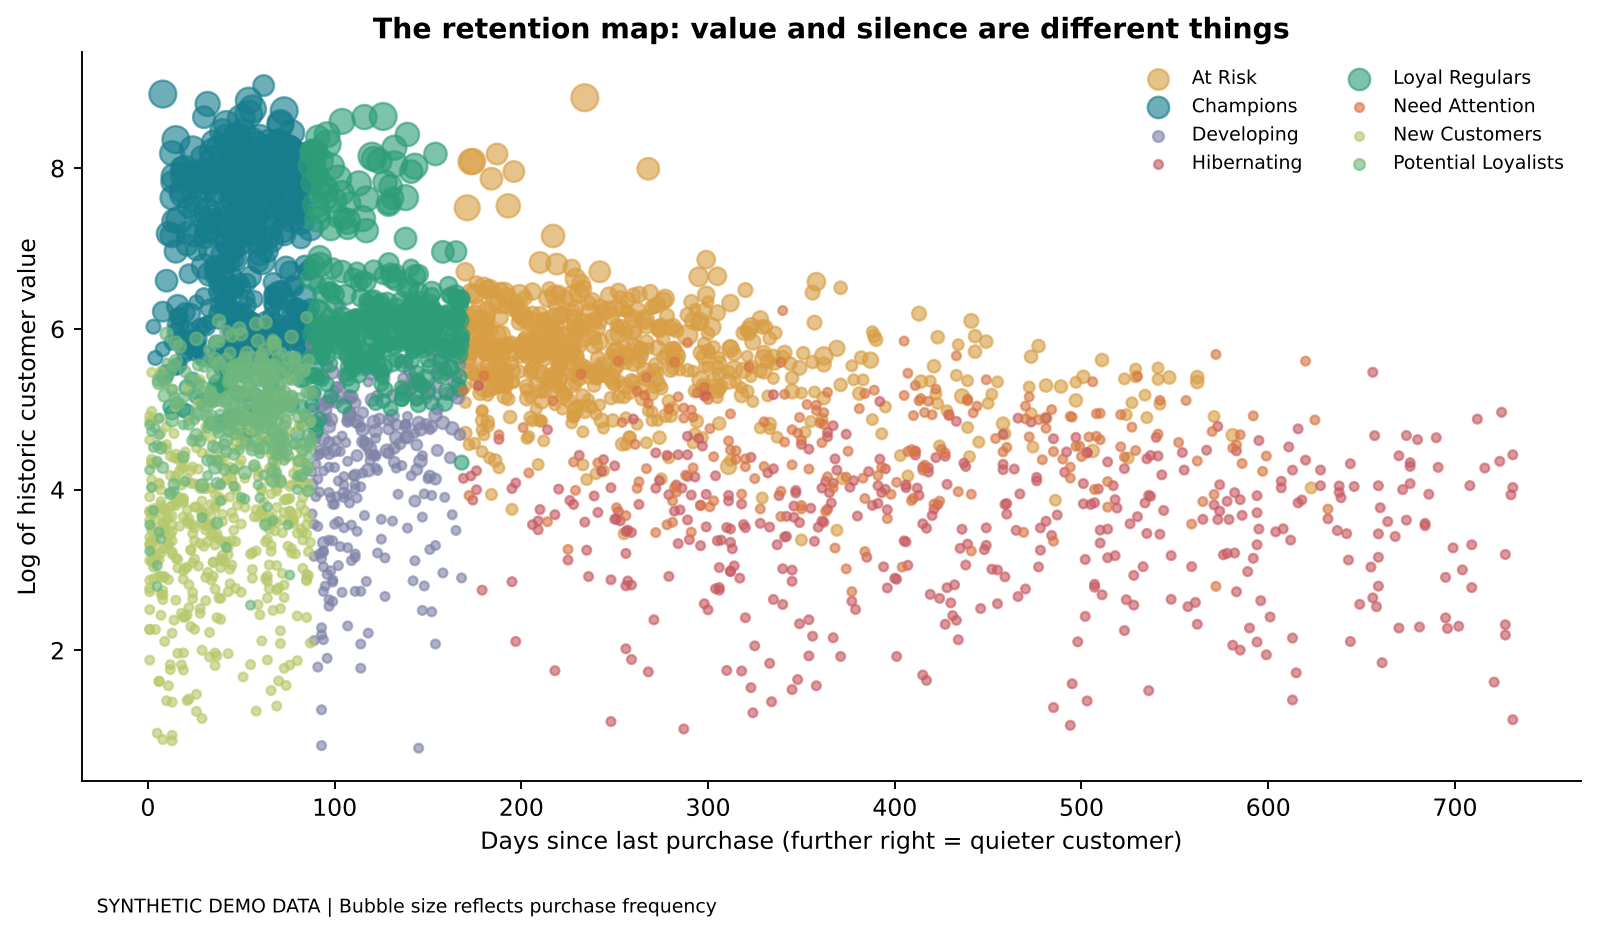 The retention map: value and silence are different things
At Risk
Champions
Developing
Hibernating
Loyal Regulars
Need Attention
New Customers
Potential Loyalists
Log of historic customer value
8
6
4
2
0 100 200 300 400 500 600 700
Days since last purchase (further right = quieter customer)
SYNTHETIC DEMO DATA | Bubble size reflects purchase frequency